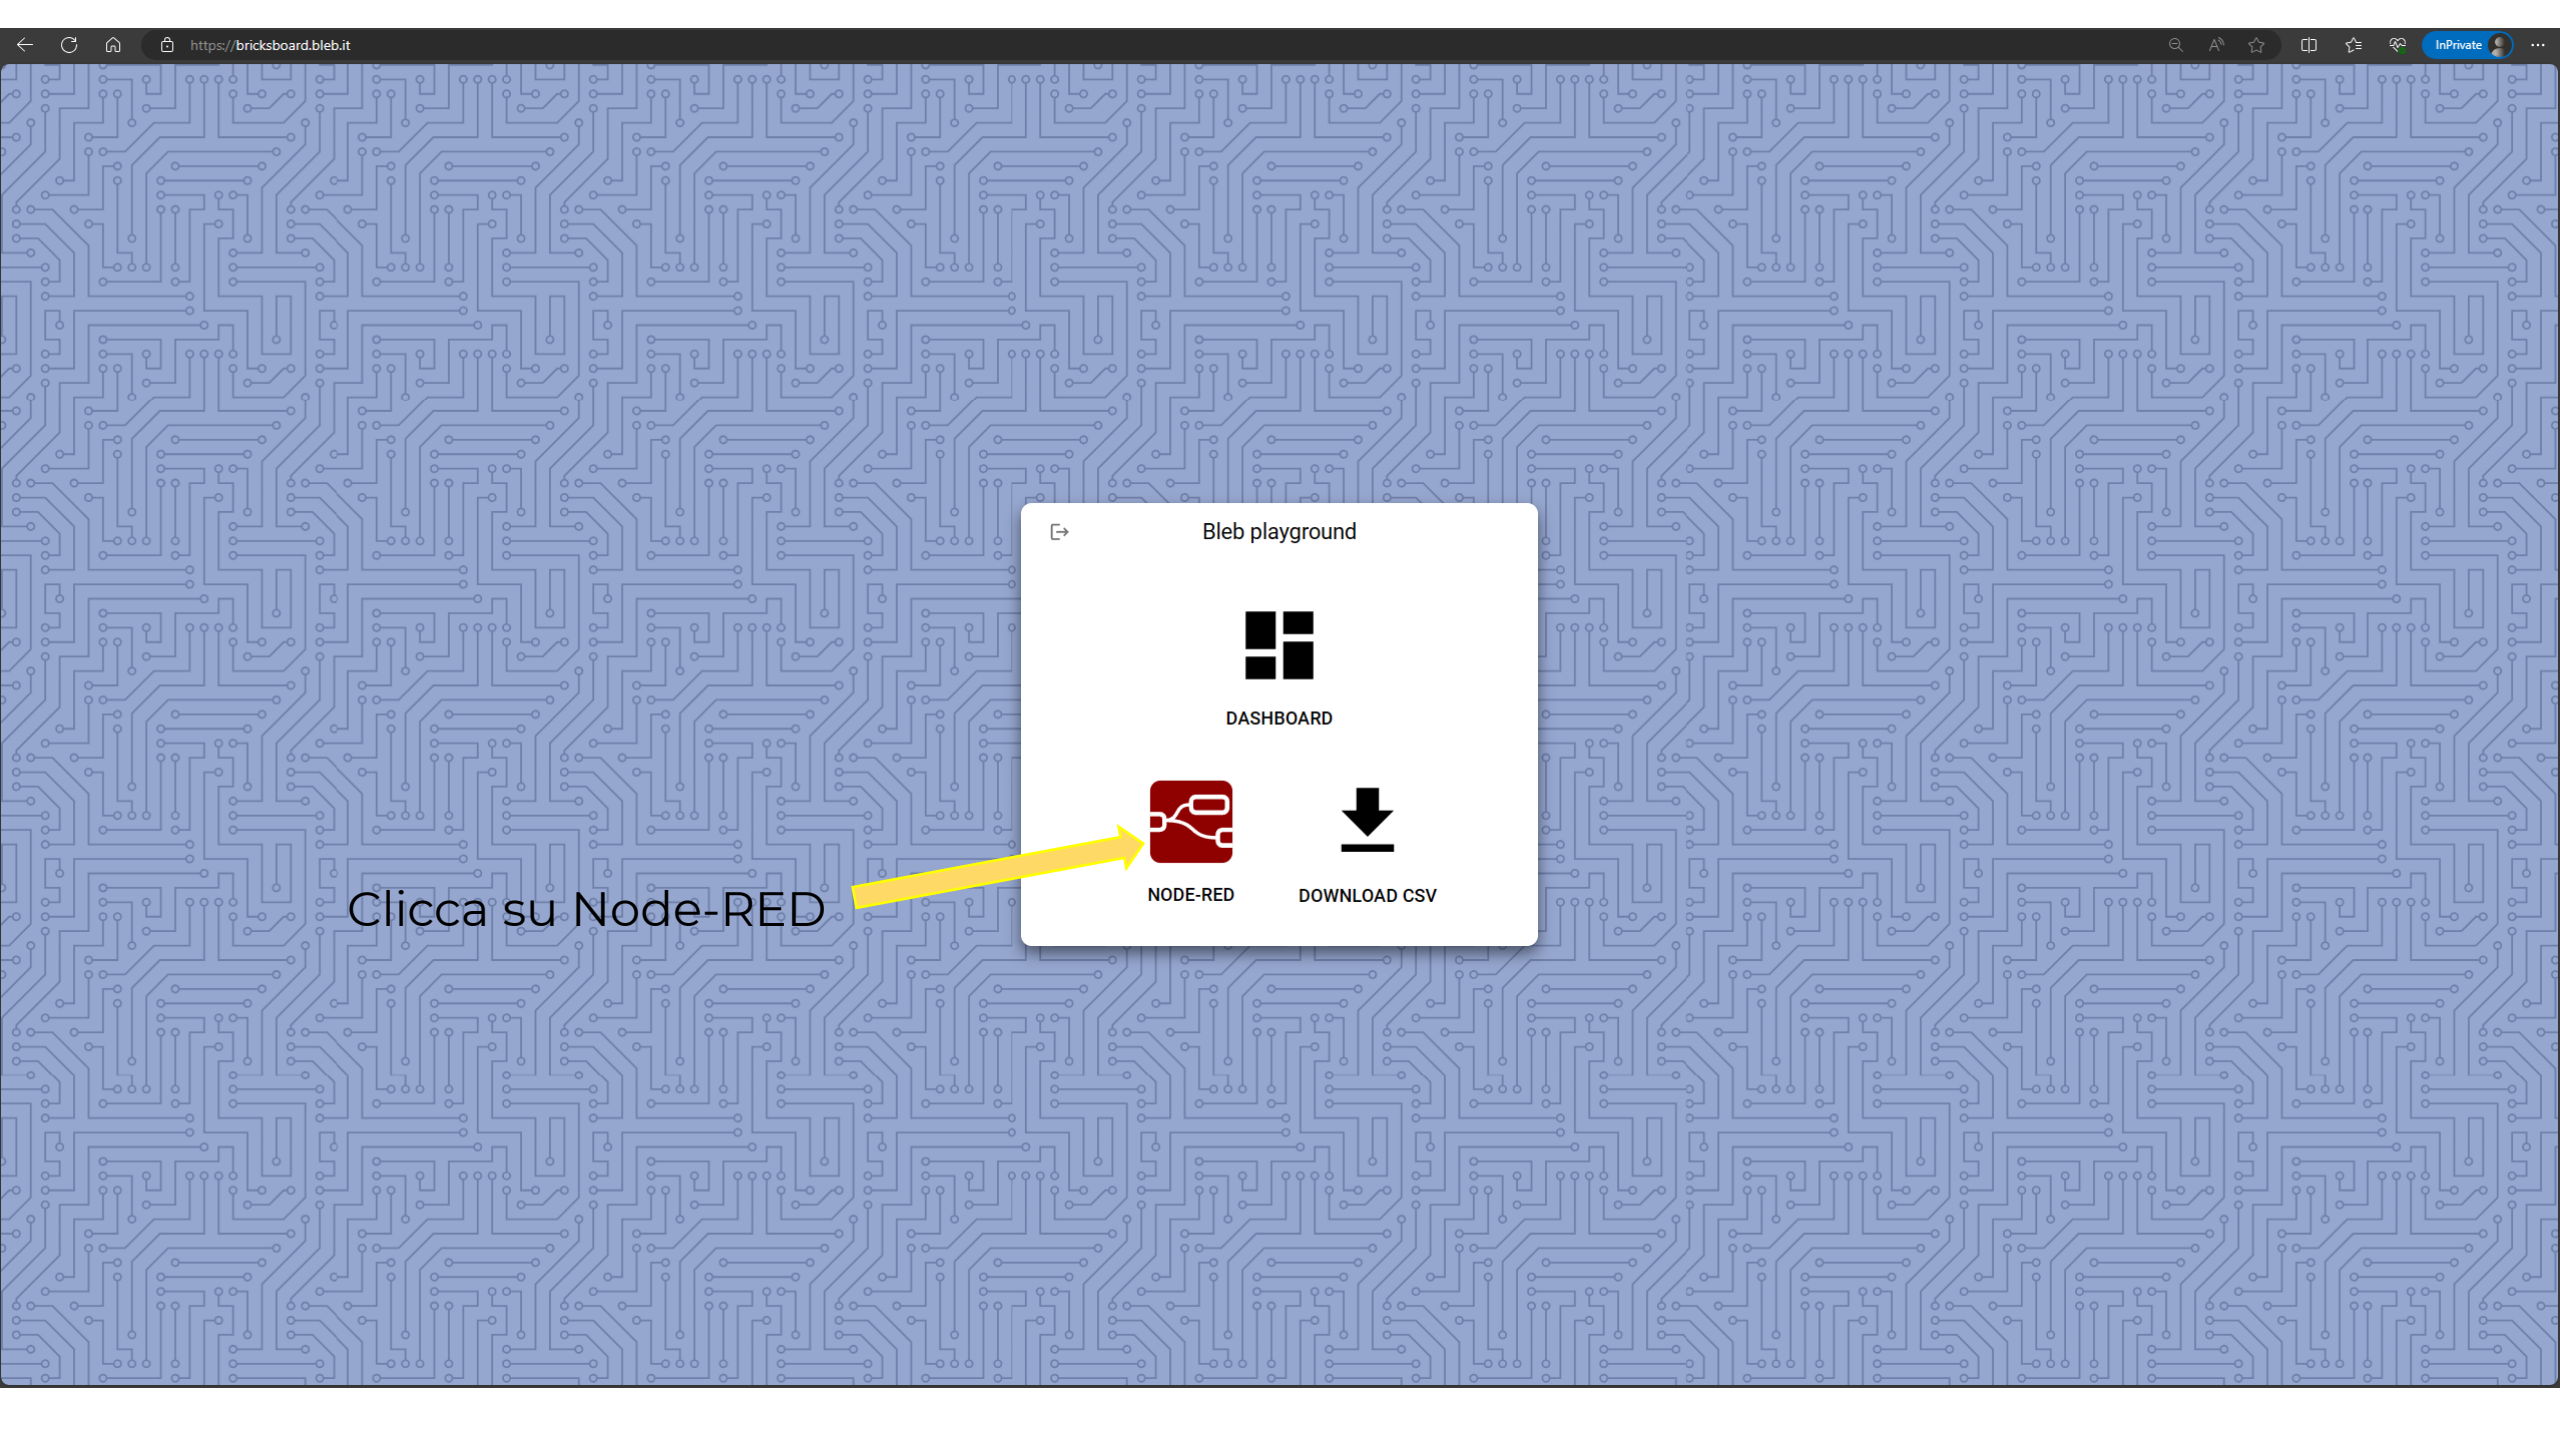 https://bricksboard.bleb.it
InPrivate
Bleb playground
DASHBOARD
NODE-RED
DOWNLOAD CSV
Clicca su Node-RED